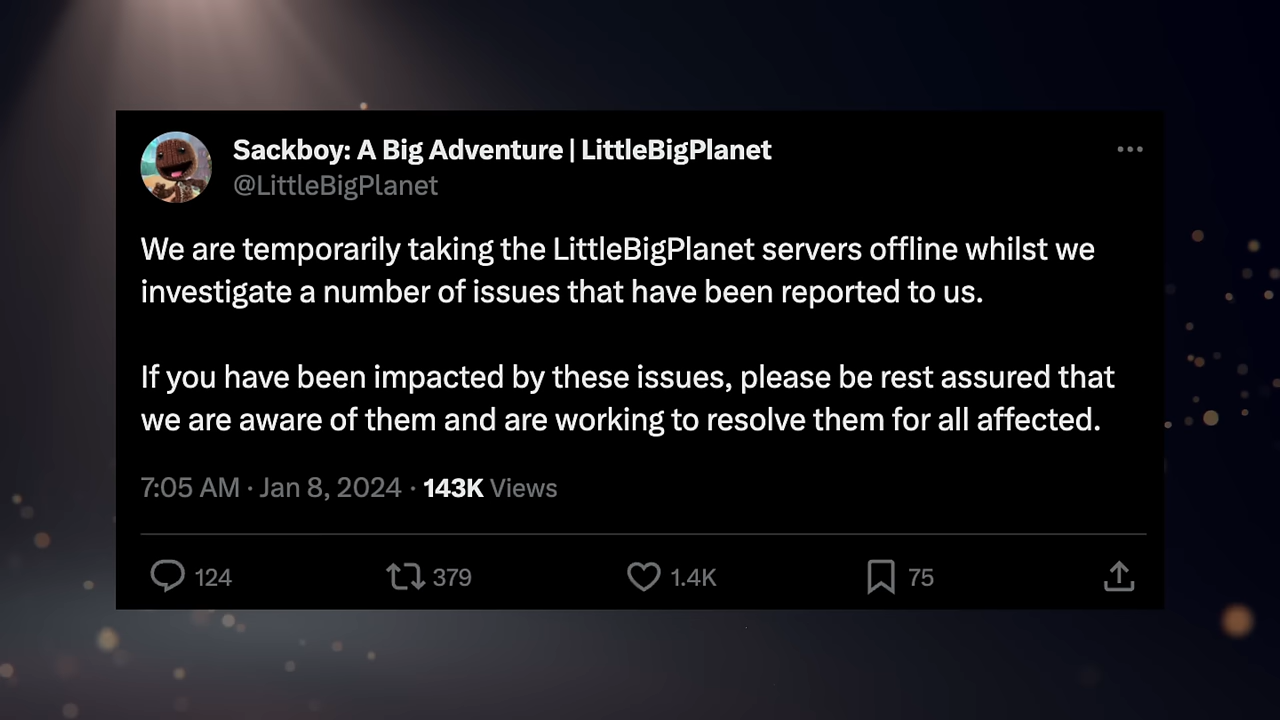 Sackboy: A Big Adventure | LittleBigPlanet
@LittleBigPlanet
We are temporarily taking the LittleBigPlanet servers offline whilst we
investigate a number of issues that have been reported to us.
If you have been impacted by these issues, please be rest assured that
we are aware of them and are working to resolve them for all affected.
7:05 AM · Jan 8, 2024 · 143K Views
124 379 1.4K 75